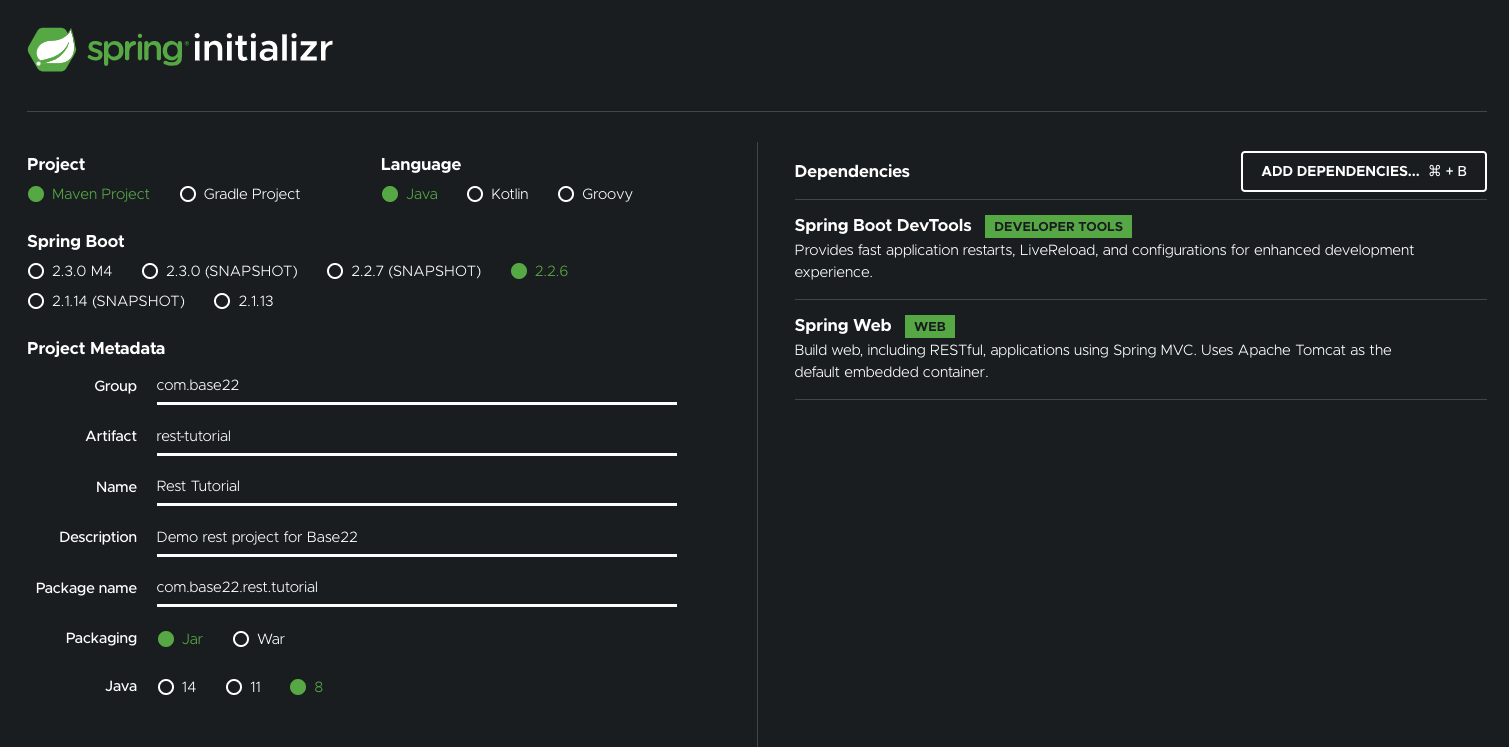 spring initializr
Project
Maven Project Gradle Project
Language
Java Kotlin Groovy
Spring Boot
2.3.0 M4 2.3.0 (SNAPSHOT) 2.2.7 (SNAPSHOT) 2.2.6
2.1.14 (SNAPSHOT) 2.1.13
Project Metadata
Group com.base22
Artifact rest-tutorial
Name Rest Tutorial
Description Demo rest project for Base22
Package name com.base22.rest.tutorial
Packaging Jar War
Java 14 11 8
Dependencies ADD DEPENDENCIES... ⌘ + B
Spring Boot DevTools DEVELOPER TOOLS
Provides fast application restarts, LiveReload, and configurations for enhanced development
experience.
Spring Web WEB
Build web, including RESTful, applications using Spring MVC. Uses Apache Tomcat as the
default embedded container.